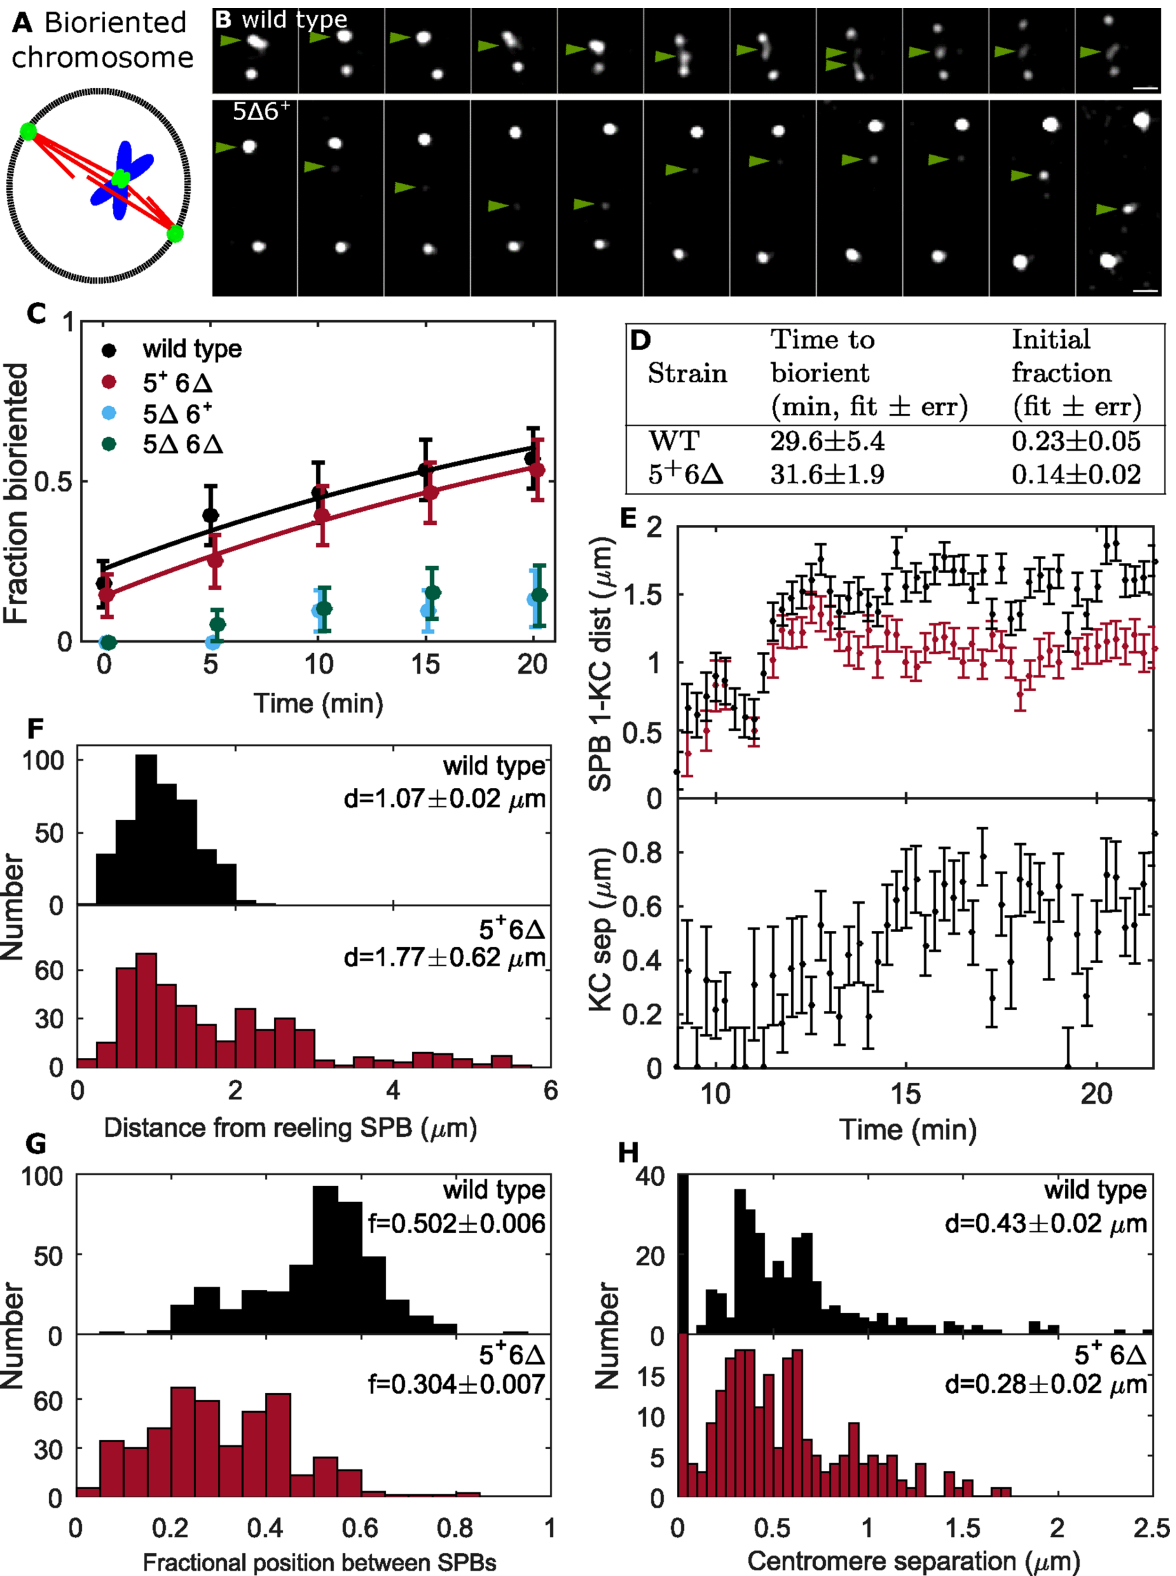 A Bioriented
chromosome
B wild type
5Δ6⁺
C
1
0.5
0
Fraction bioriented
wild type
5⁺ 6Δ
5Δ 6⁺
5Δ 6Δ
0 5 10 15 20
Time (min)
D
Time to Initial
Strain biorient fraction
(min, fit ± err) (fit ± err)
WT 29.6±5.4 0.23±0.05
5⁺6Δ 31.6±1.9 0.14±0.02
E
2
1.5
1
0.5
0
SPB 1-KC dist (μm)
0.8
0.6
0.4
0.2
0
KC sep (μm)
10 15 20
Time (min)
F
100
50
0
wild type
d=1.07±0.02 μm
60
30
0
5⁺6Δ
d=1.77±0.62 μm
Number
0 2 4 6
Distance from reeling SPB (μm)
G
100
50
0
wild type
f=0.502±0.006
60
30
0
5⁺6Δ
f=0.304±0.007
Number
0 0.2 0.4 0.6 0.8 1
Fractional position between SPBs
H
40
20
0
wild type
d=0.43±0.02 μm
15
10
5
0
5⁺ 6Δ
d=0.28±0.02 μm
Number
0 0.5 1 1.5 2 2.5
Centromere separation (μm)